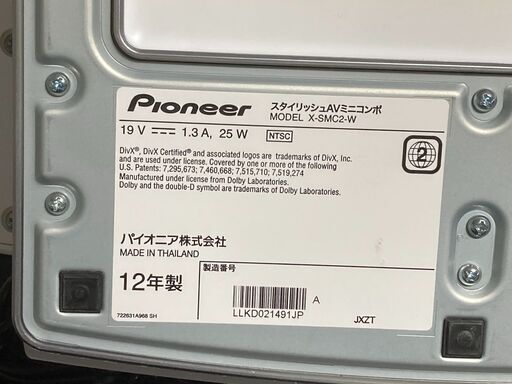 Pioneer
スタイリッシュAVミニコンポ
MODEL X-SMC2-W
19 V ⎓ 1.3 A, 25 W NTSC
2
DivX®, DivX Certified® and associated logos are trademarks of DivX, Inc.
and are used under license. Covered by one or more of the following
U.S. Patents: 7,295,673; 7,460,668; 7,515,710; 7,519,274
Manufactured under license from Dolby Laboratories.
Dolby and the double-D symbol are trademarks of Dolby Laboratories.
パイオニア株式会社
MADE IN THAILAND
製造番号
12年製
A
LLKD021491JP
JXZT
722631A968 SH